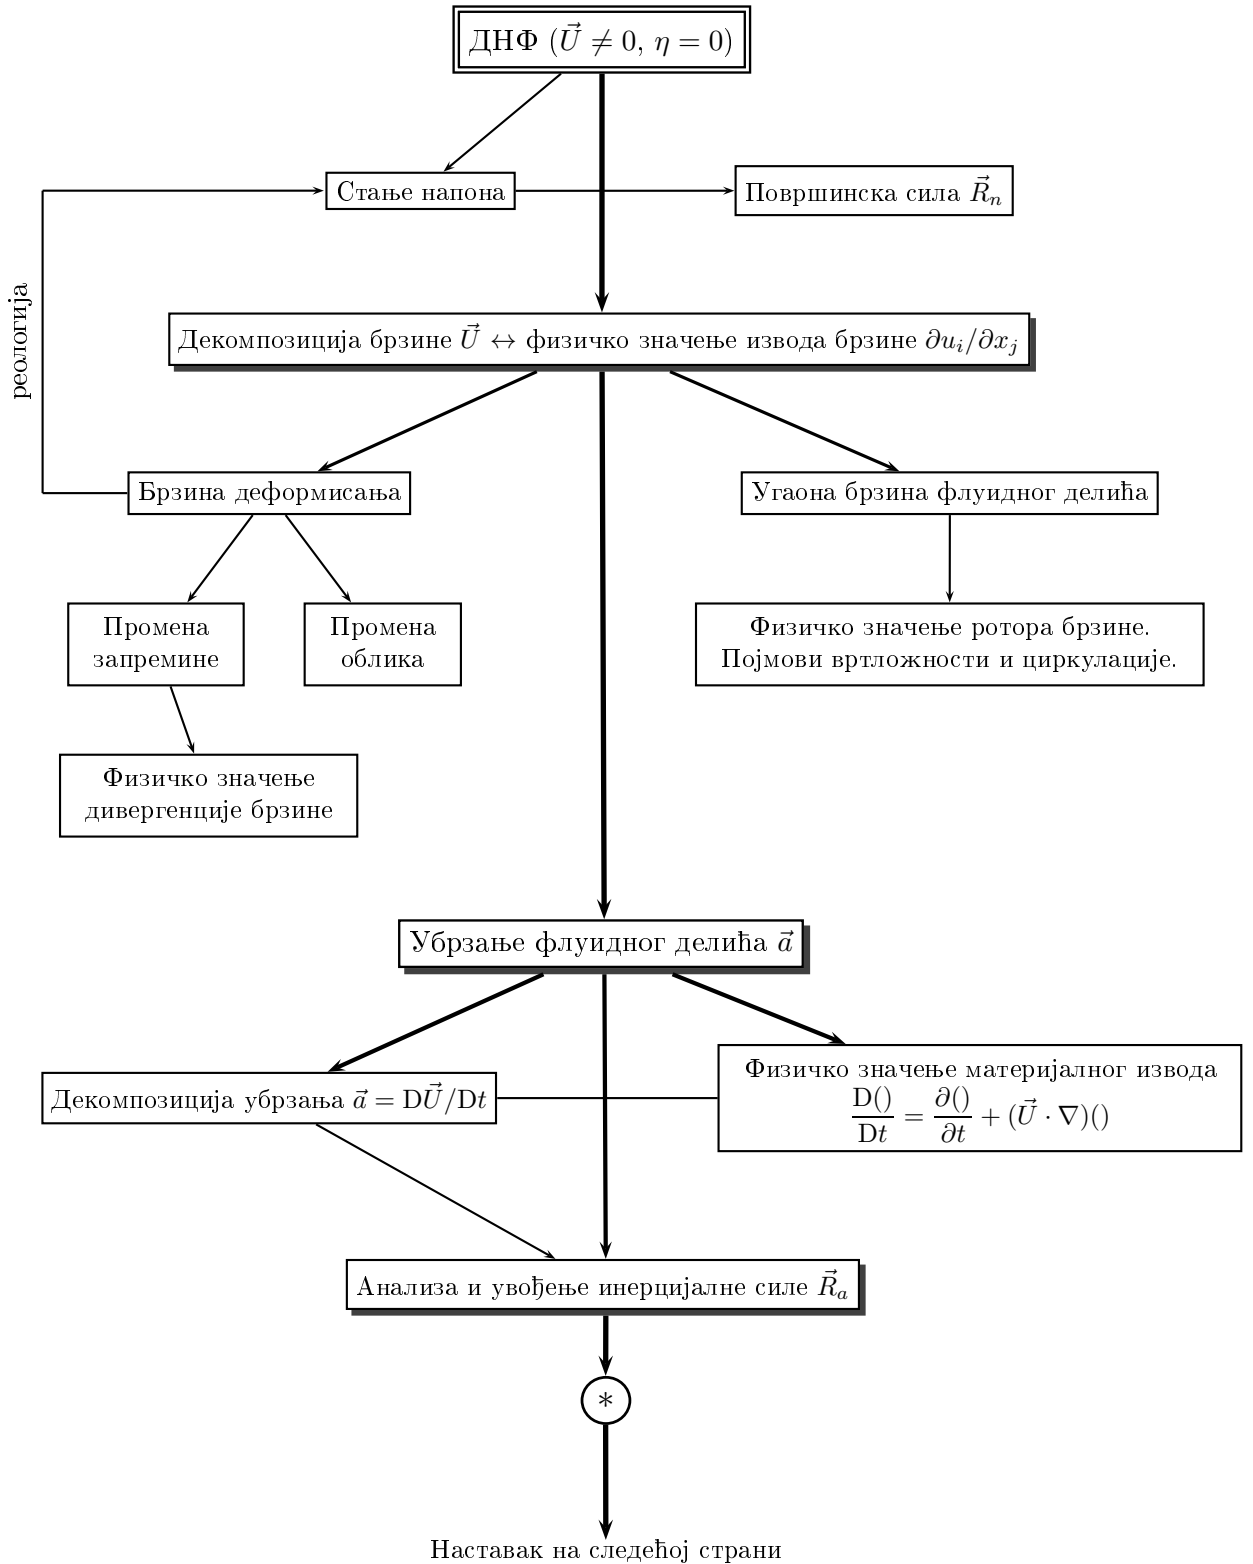 ДНФ ($\vec{U} \neq 0$, $\eta = 0$)
Стање напона
Површинска сила $\vec{R}_n$
реологија
Декомпозиција брзине $\vec{U}$ ↔ физичко значење извода брзине $\partial u_i/\partial x_j$
Брзина деформисања
Угаона брзина флуидног делића
Промена
запремине
Промена
облика
Физичко значење ротора брзине.
Појмови вртложности и циркулације.
Физичко значење
дивергенције брзине
Убрзање флуидног делића $\vec{a}$
Декомпозиција убрзања $\vec{a} = \mathrm{D}\vec{U}/\mathrm{D}t$
Физичко значење материјалног извода
$\frac{\mathrm{D}()}{\mathrm{D}t} = \frac{\partial ()}{\partial t} + (\vec{U} \cdot \nabla)()$
Анализа и увођење инерцијалне силе $\vec{R}_a$
*
Наставак на следећој страни